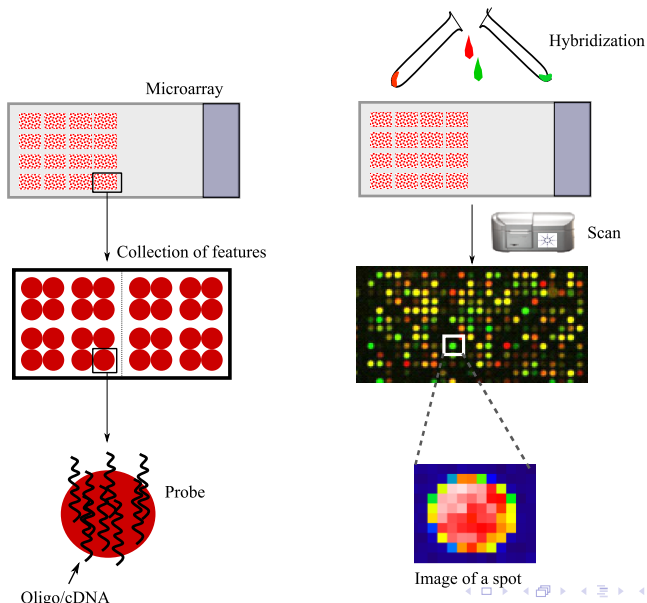 Microarray
Collection of features
Probe
Oligo/cDNA
Hybridization
Scan
Image of a spot